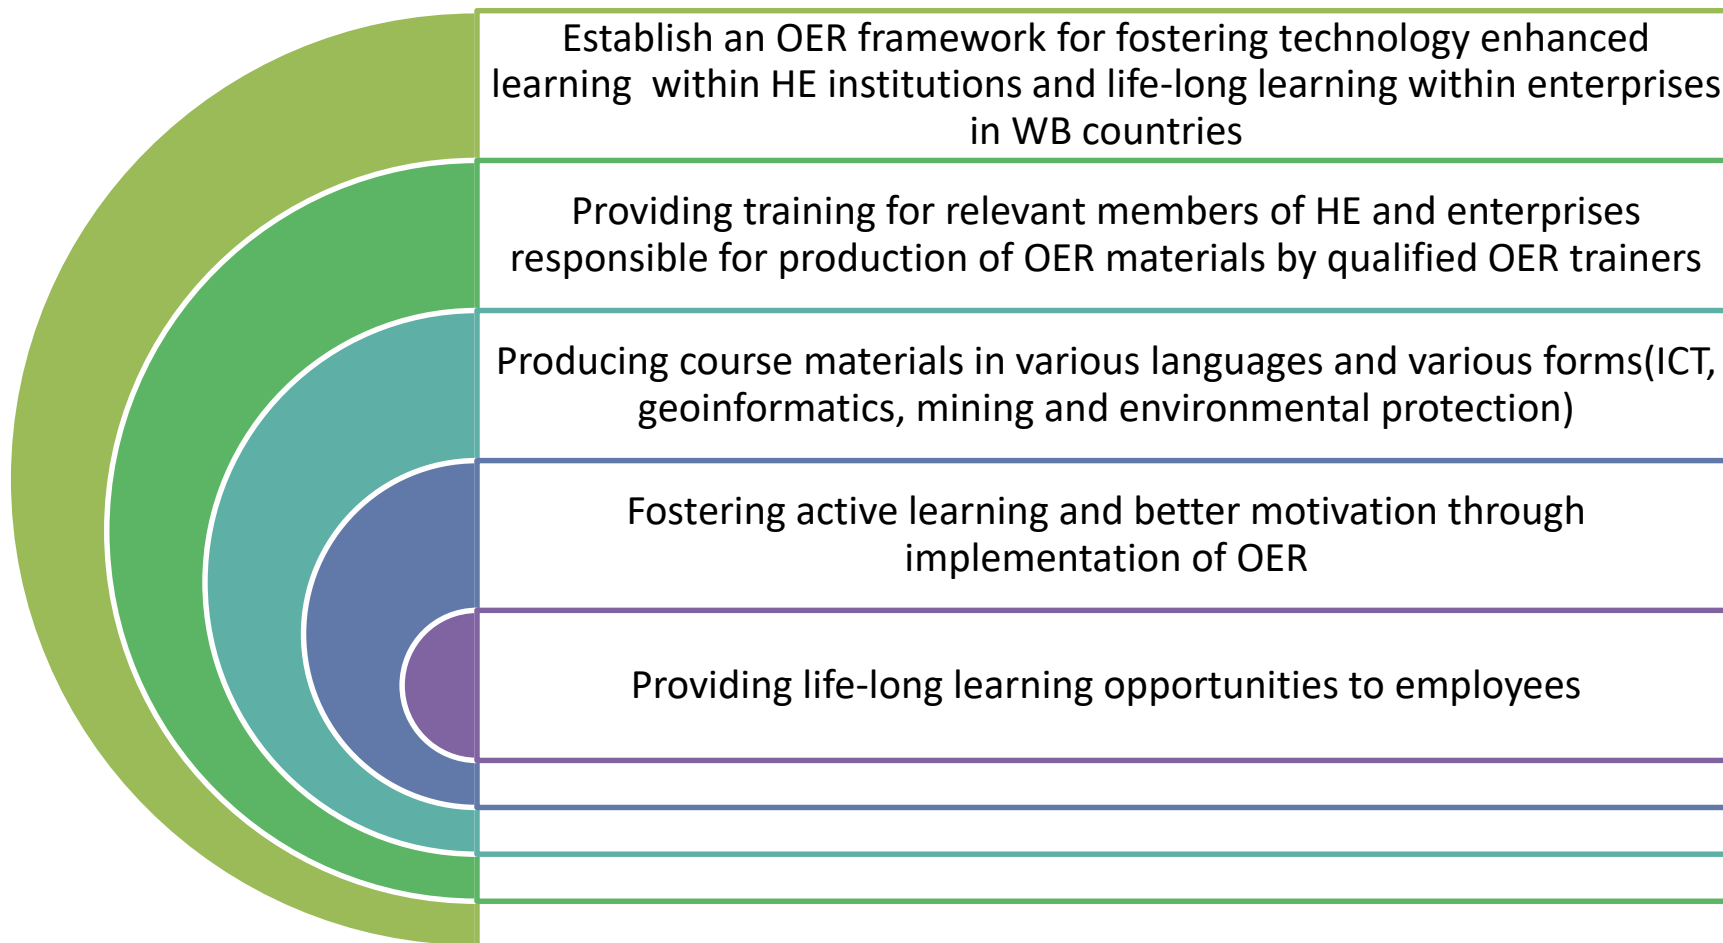 Establish an OER framework for fostering technology enhanced
learning within HE institutions and life-long learning within enterprises
in WB countries
Providing training for relevant members of HE and enterprises
responsible for production of OER materials by qualified OER trainers
Producing course materials in various languages and various forms(ICT,
geoinformatics, mining and environmental protection)
Fostering active learning and better motivation through
implementation of OER
Providing life-long learning opportunities to employees